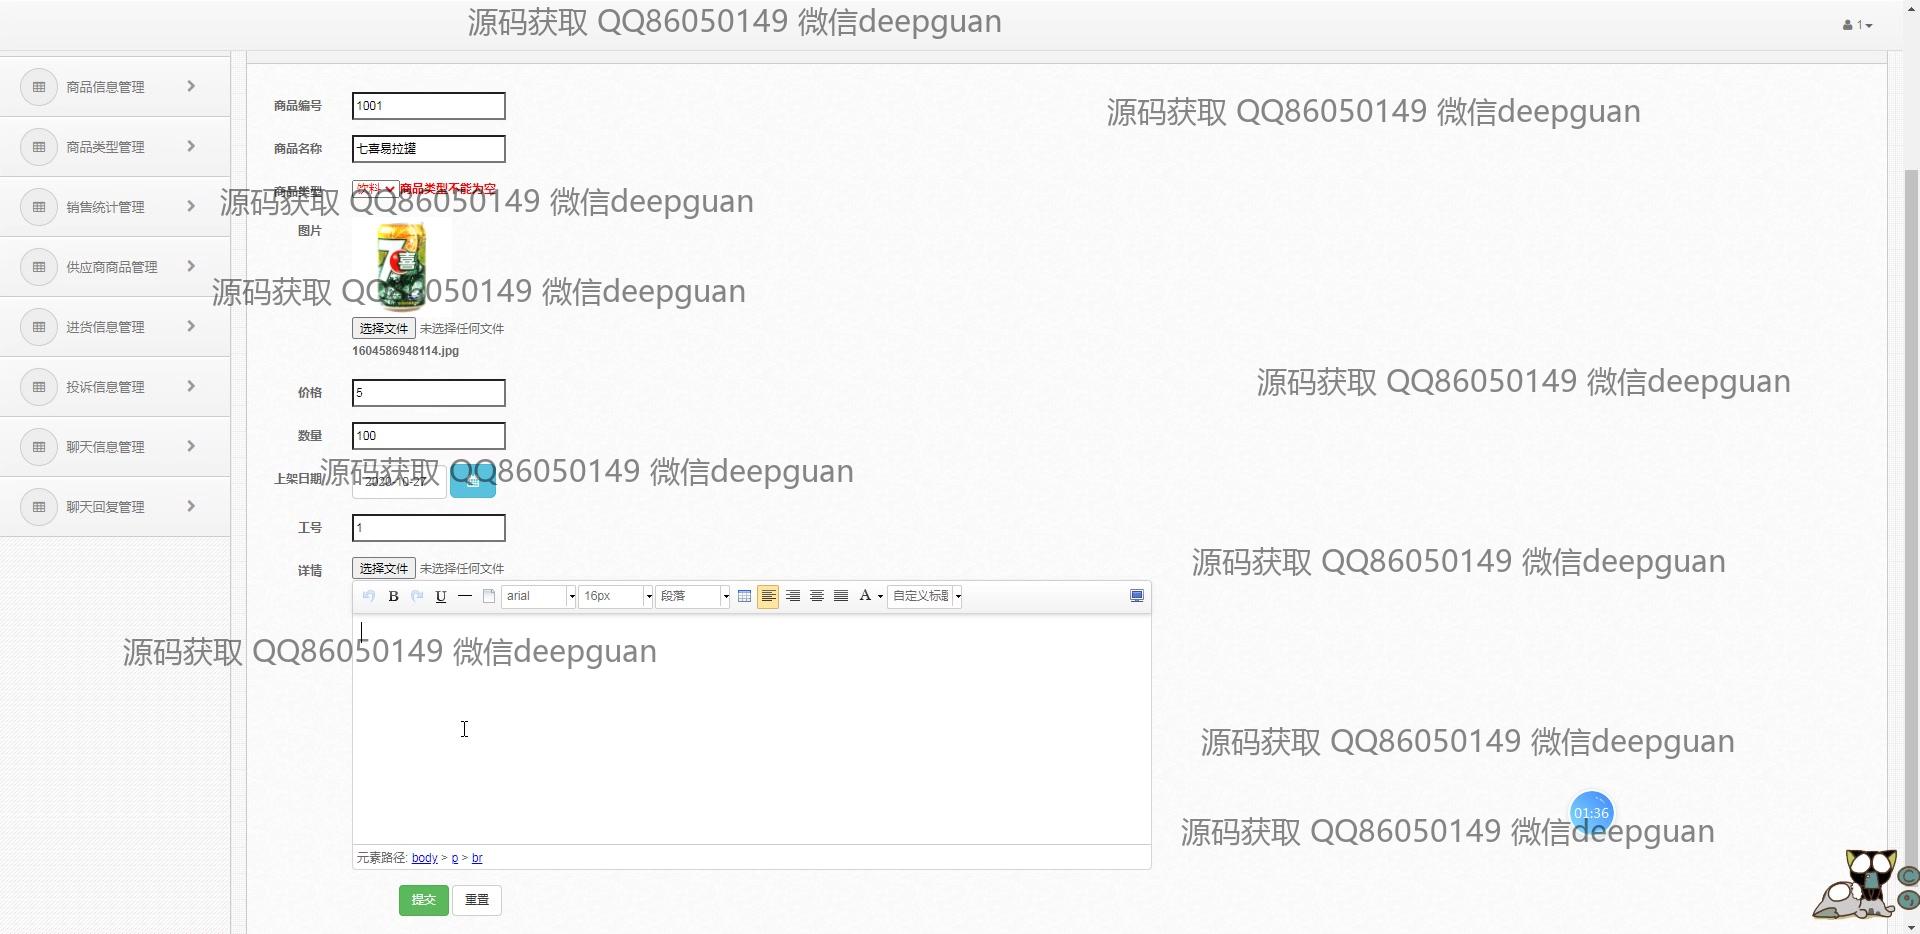 源码获取 QQ86050149 微信deepguan
1
商品信息管理
商品编号
1001
源码获取 QQ86050149 微信deepguan
商品类型管理
商品名称
七喜易拉罐
商品类型
饮料
商品类型不能为空
销售统计管理
源码获取 QQ86050149 微信deepguan
图片
7喜
供应商商品管理
源码获取 QQ86050149 微信deepguan
进货信息管理
选择文件 未选择任何文件
1604586948114.jpg
投诉信息管理
价格
5
源码获取 QQ86050149 微信deepguan
数量
100
聊天信息管理
上架日期
2020-10-27
源码获取 QQ86050149 微信deepguan
聊天回复管理
工号
1
详情
选择文件 未选择任何文件
源码获取 QQ86050149 微信deepguan
B U arial 16px 段落 A 自定义标题
源码获取 QQ86050149 微信deepguan
源码获取 QQ86050149 微信deepguan
01:36
源码获取 QQ86050149 微信deepguan
元素路径: body > p > br
提交 重置